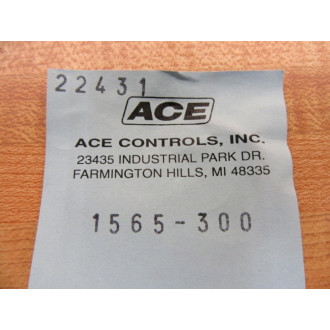 22431
ACE
ACE CONTROLS, INC.
23435 INDUSTRIAL PARK DR.
FARMINGTON HILLS, MI 48335
1565-300